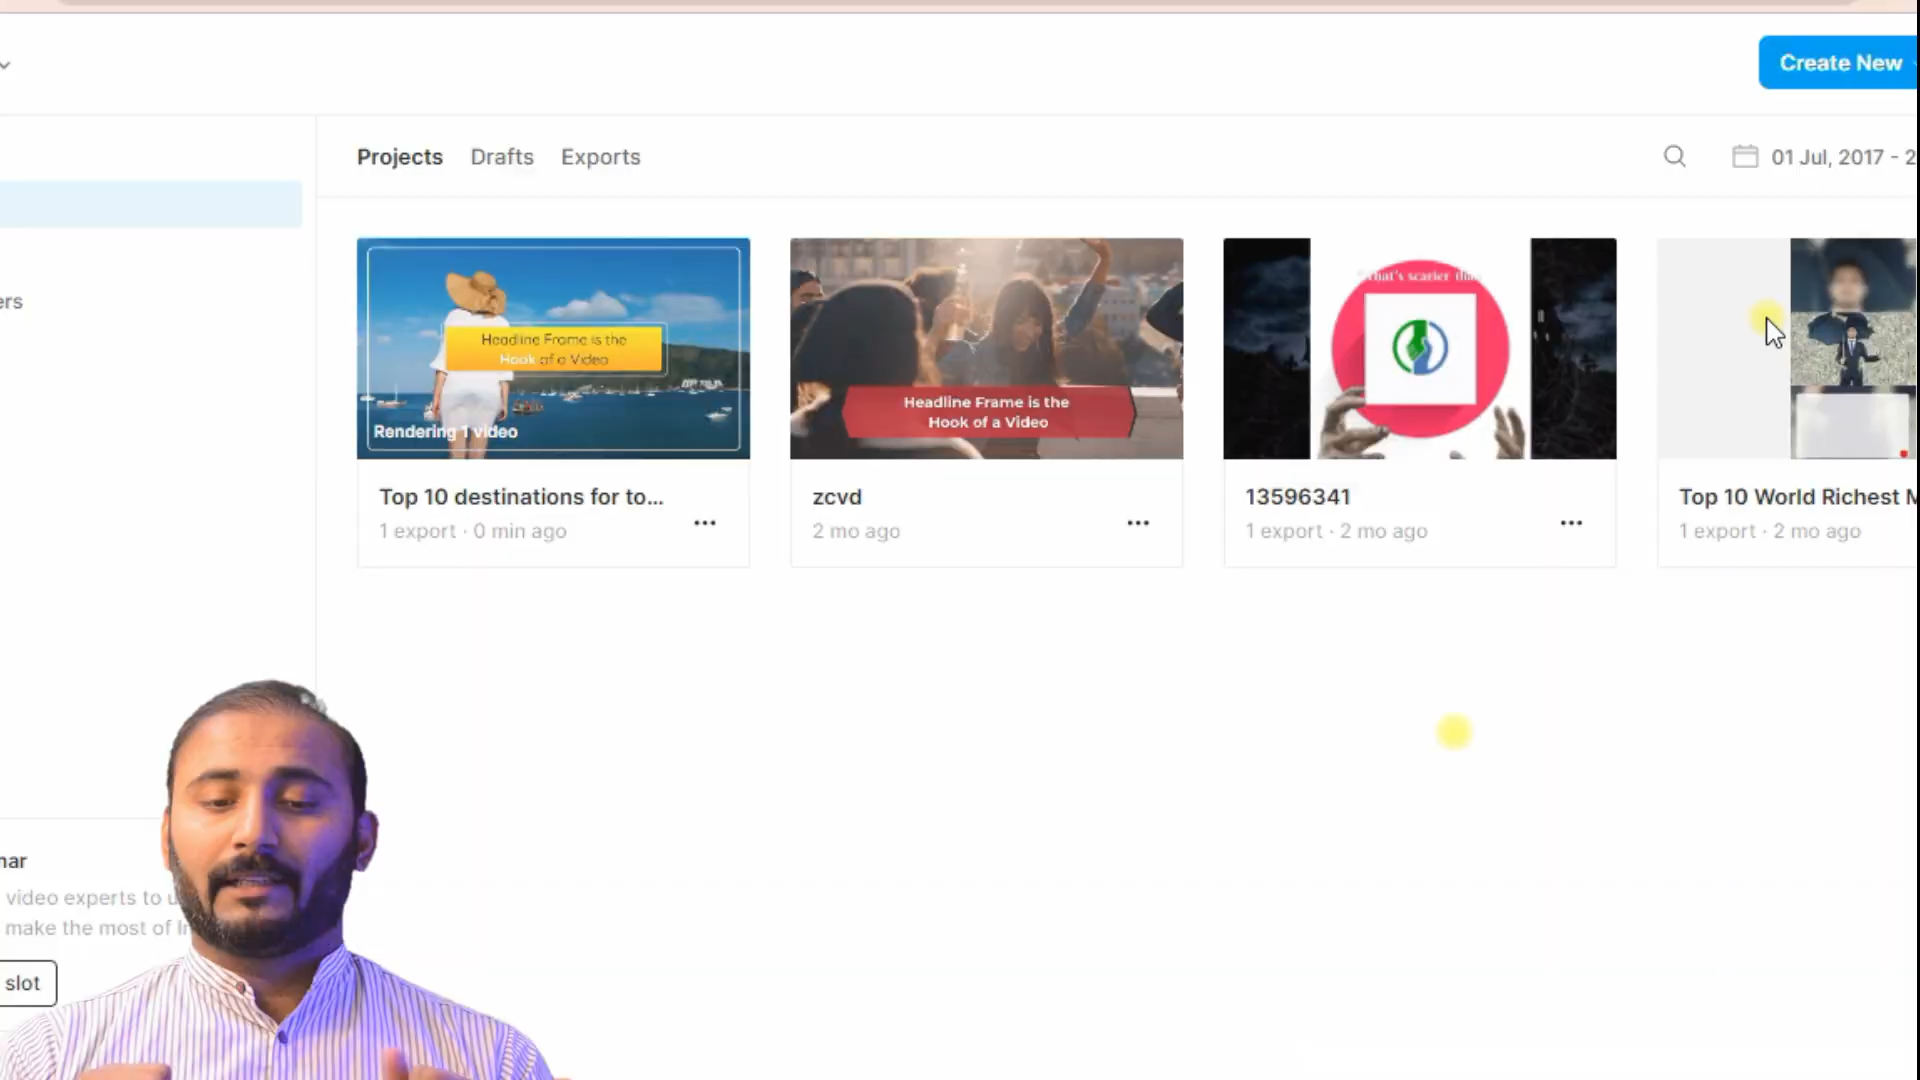 Create New
Projects Drafts Exports
01 Jul, 2017 - 2
ers
Headline Frame is the
Hook of a Video
Rendering 1 video
Headline Frame is the
Hook of a Video
That's scarier
Top 10 destinations for to...
1 export · 0 min ago
zcvd
2 mo ago
13596341
1 export · 2 mo ago
Top 10 World Richest M
1 export · 2 mo ago
nar
video experts to u
make the most of In
slot